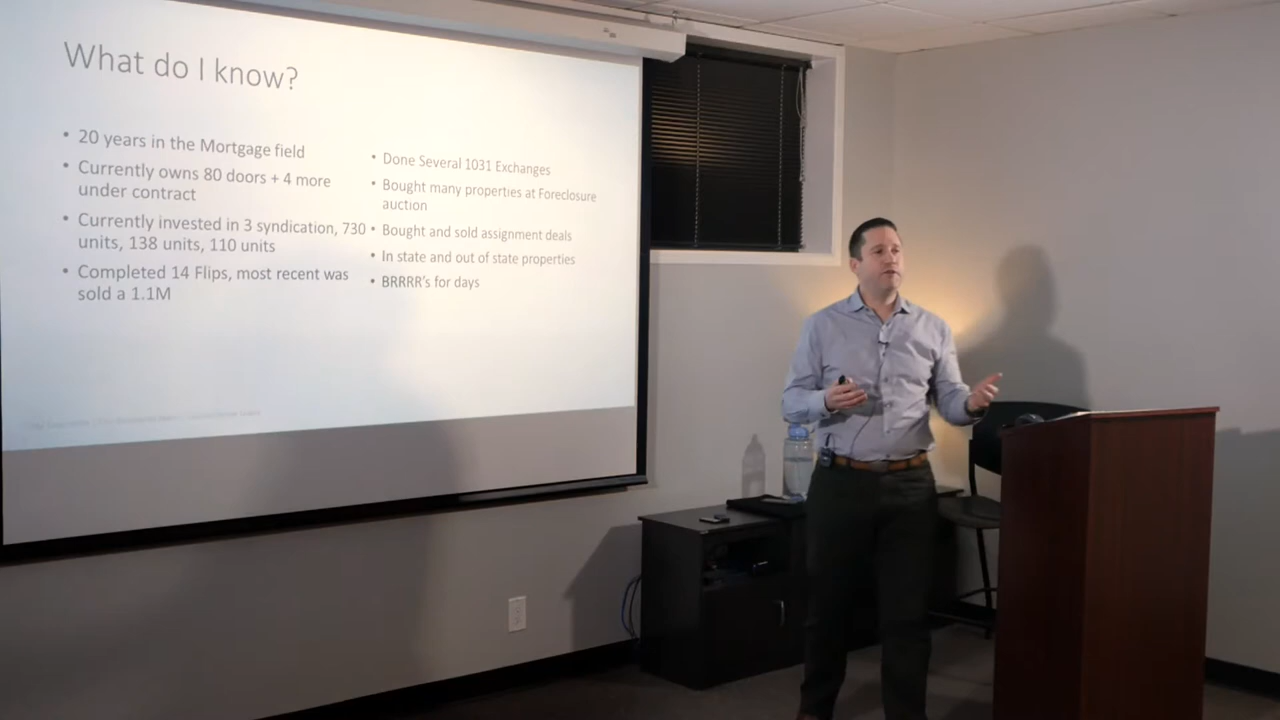 What do I know?
• 20 years in the Mortgage field
• Currently owns 80 doors + 4 more
under contract
• Currently invested in 3 syndication, 730
units, 138 units, 110 units
• Completed 14 Flips, most recent was
sold a 1.1M
• Done Several 1031 Exchanges
• Bought many properties at Foreclosure
auction
• Bought and sold assignment deals
• In state and out of state properties
• BRRRR's for days